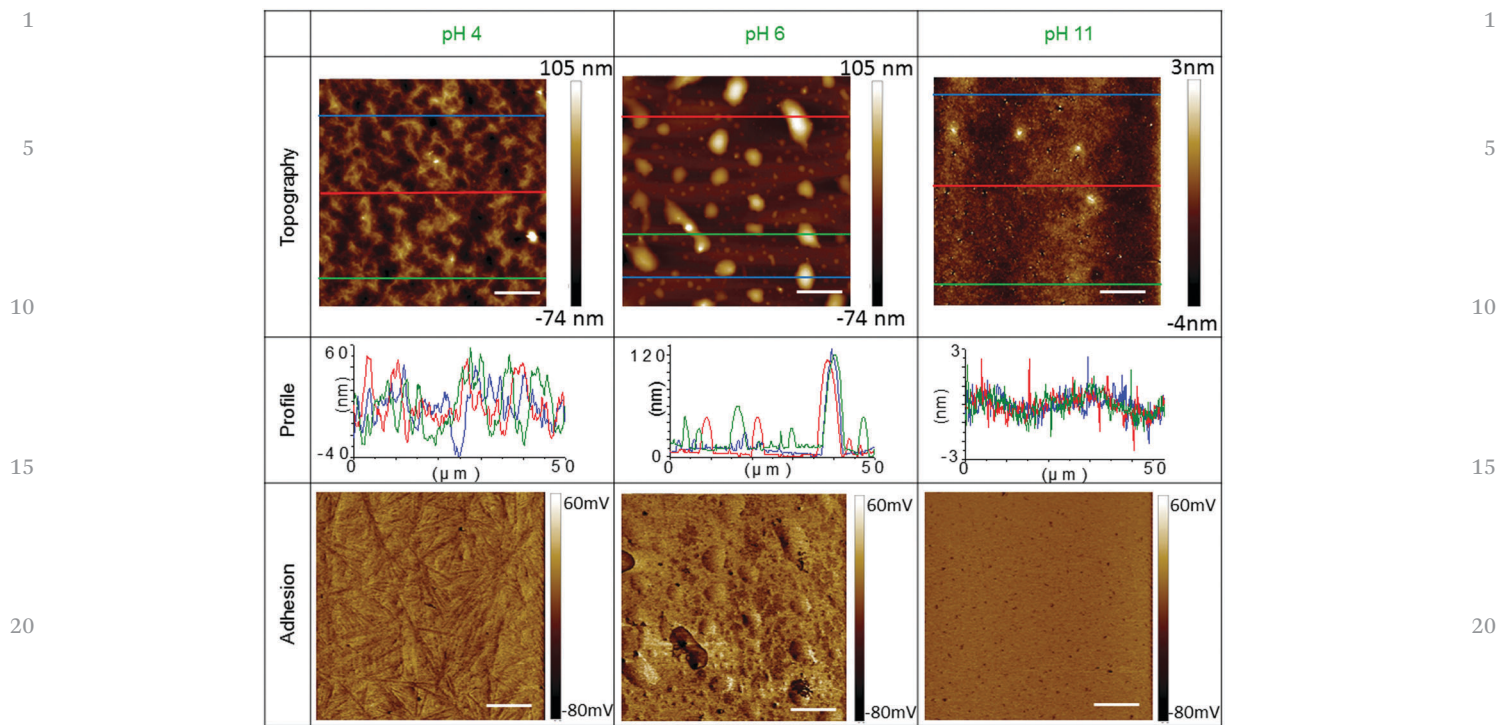 1 1
pH 4 pH 6 pH 11
105 nm 105 nm 3nm
5 5
Topography
10 10
-74 nm -74 nm -4nm
60 120 3
Profile
(nm) (nm) (nm)
-40 0 -3
0 50 0 50 0 50
15 15
(µm) (µm) (µm)
60mV 60mV 60mV
Adhesion
20 20
-80mV -80mV -80mV